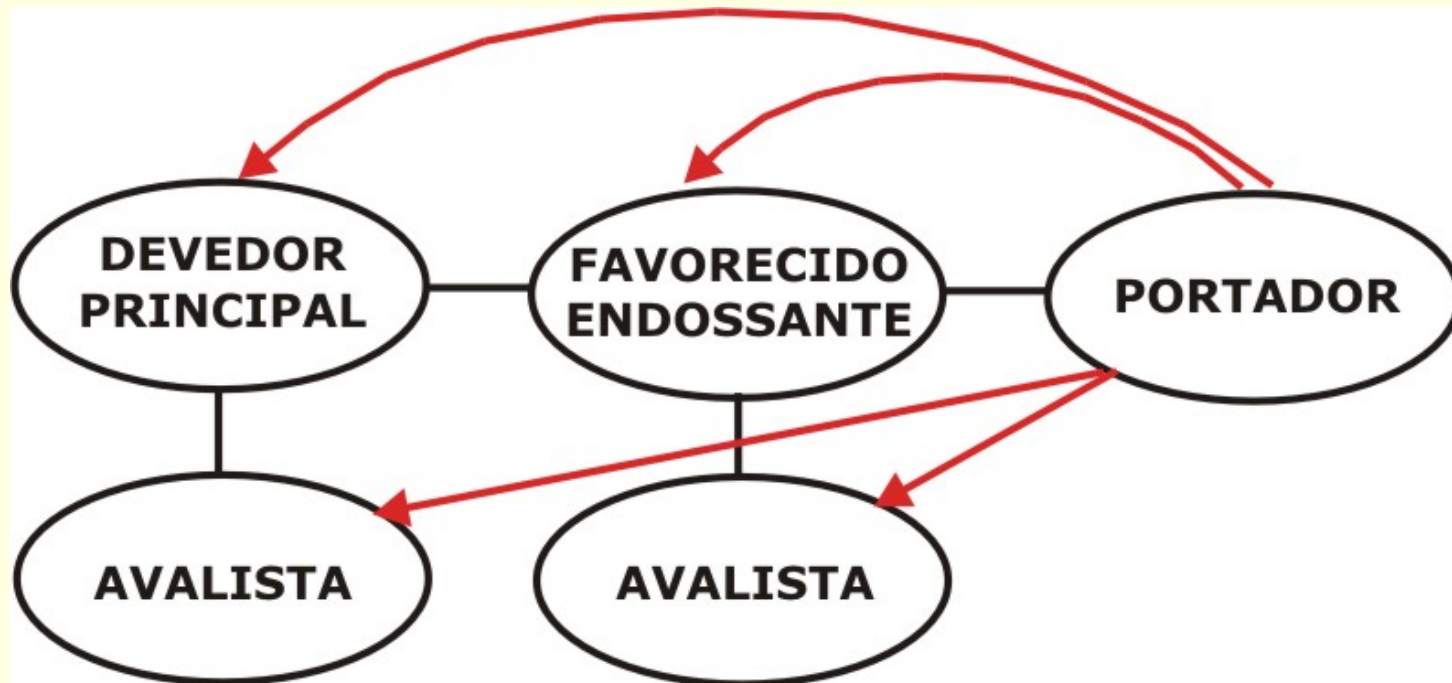 DEVEDOR
PRINCIPAL
FAVORECIDO
ENDOSSANTE
PORTADOR
AVALISTA
AVALISTA